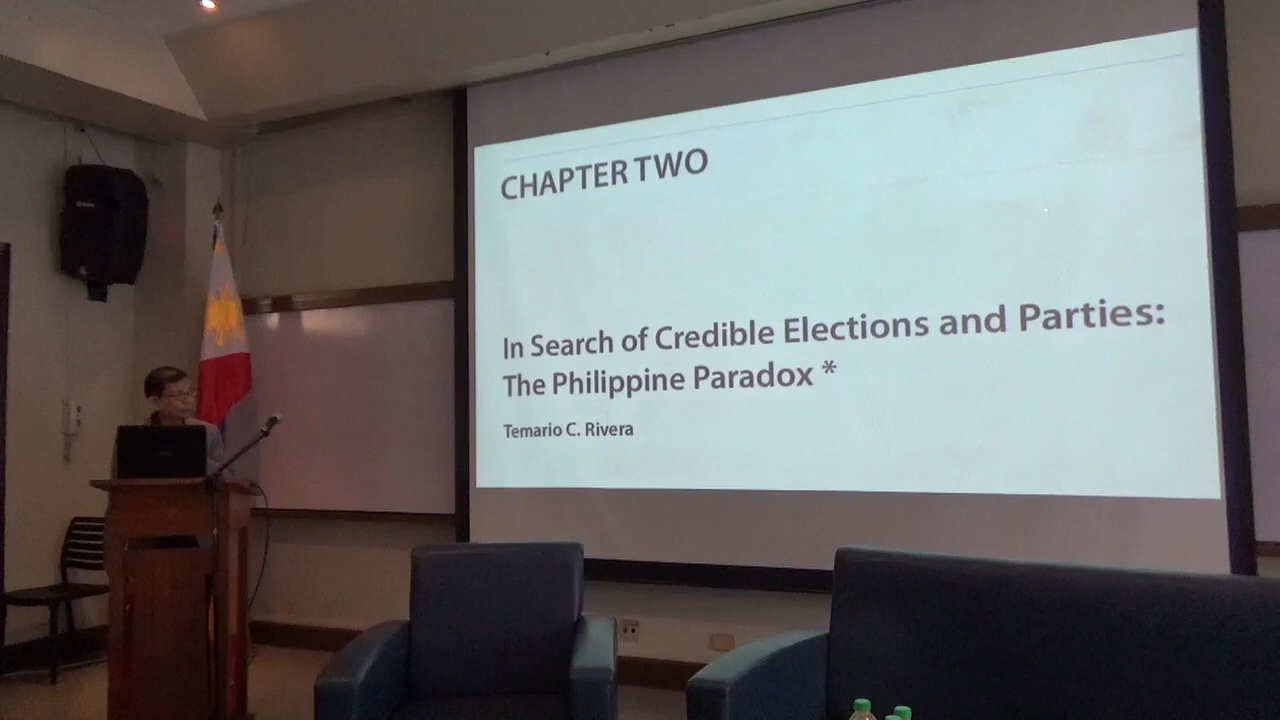 CHAPTER TWO
In Search of Credible Elections and Parties:
The Philippine Paradox *
Temario C. Rivera